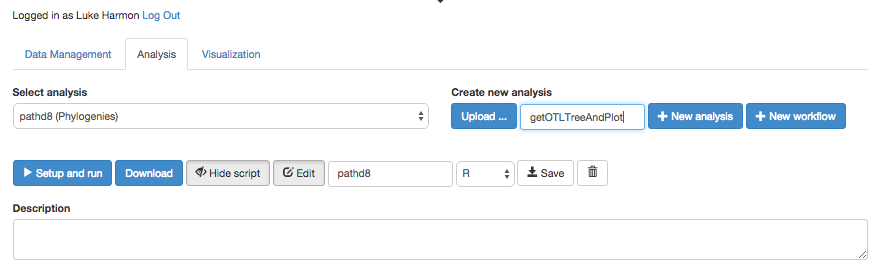 Logged in as Luke Harmon Log Out
Data Management Analysis Visualization
Select analysis Create new analysis
pathd8 (Phylogenies) Upload ... getOTLTreeAndPlot New analysis New workflow
Setup and run Download Hide script Edit pathd8 R Save
Description